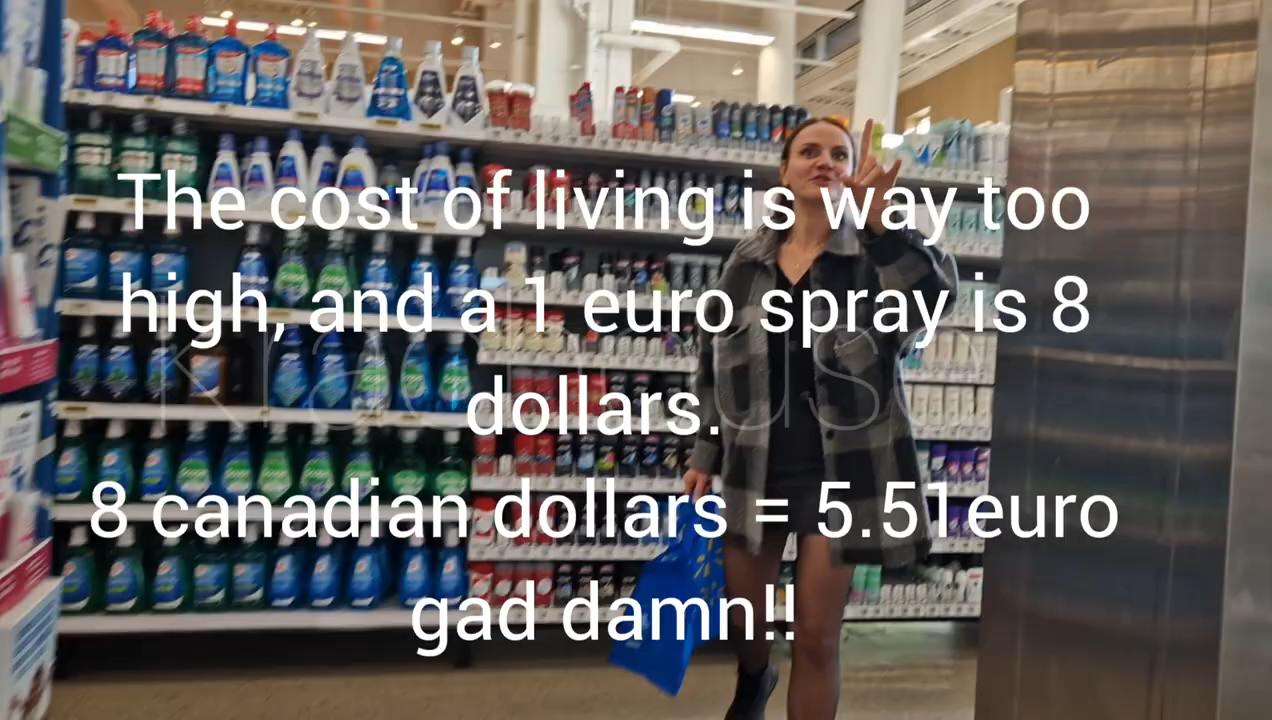 The cost of living is way too
high, and a 1 euro spray is 8
dollars.
8 canadian dollars = 5.51euro
gad damn!!